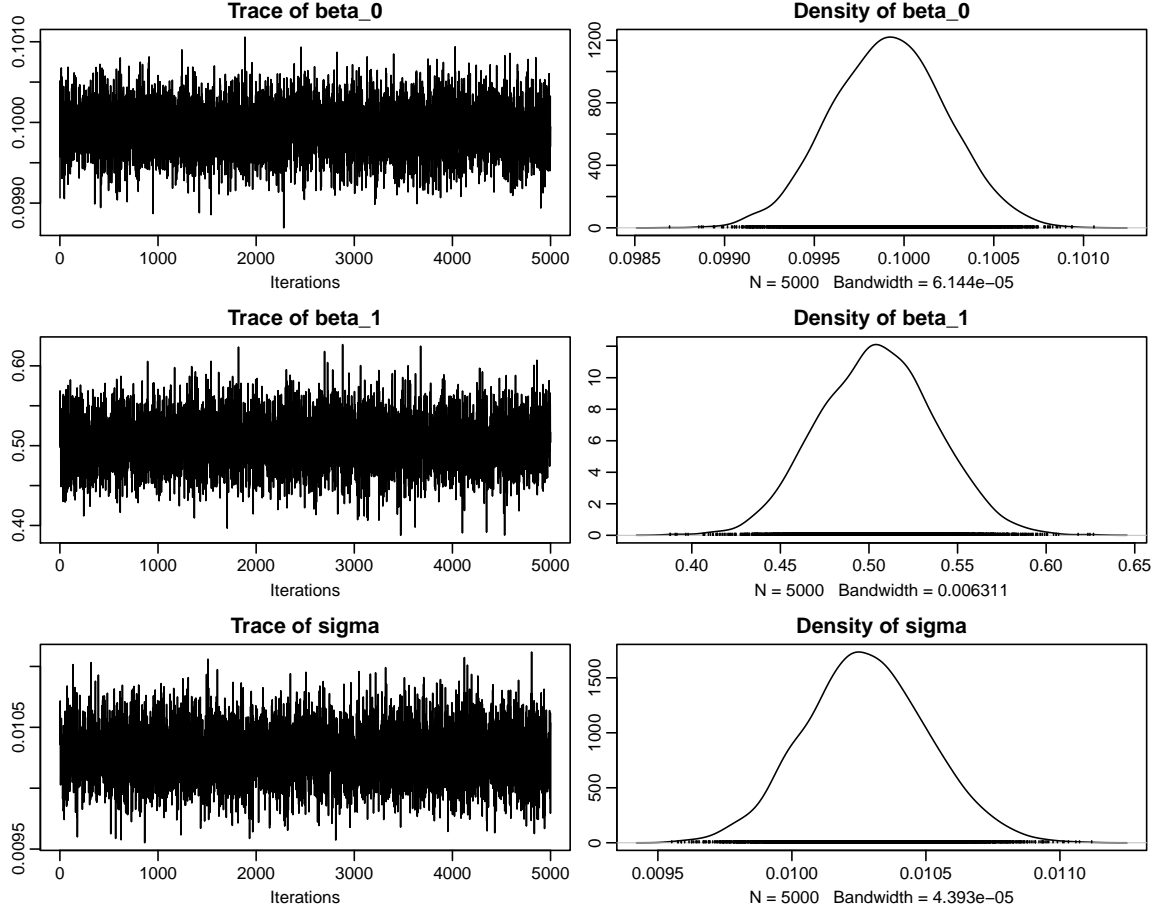 Trace of beta_0
0.0990 0.1000 0.1010
0 1000 2000 3000 4000 5000
Iterations
Density of beta_0
0 400 800 1200
0.0985 0.0990 0.0995 0.1000 0.1005 0.1010
N = 5000 Bandwidth = 6.144e−05
Trace of beta_1
0.40 0.50 0.60
0 1000 2000 3000 4000 5000
Iterations
Density of beta_1
0 2 4 6 8 10
0.40 0.45 0.50 0.55 0.60 0.65
N = 5000 Bandwidth = 0.006311
Trace of sigma
0.0095 0.0105
0 1000 2000 3000 4000 5000
Iterations
Density of sigma
0 500 1000 1500
0.0095 0.0100 0.0105 0.0110
N = 5000 Bandwidth = 4.393e−05